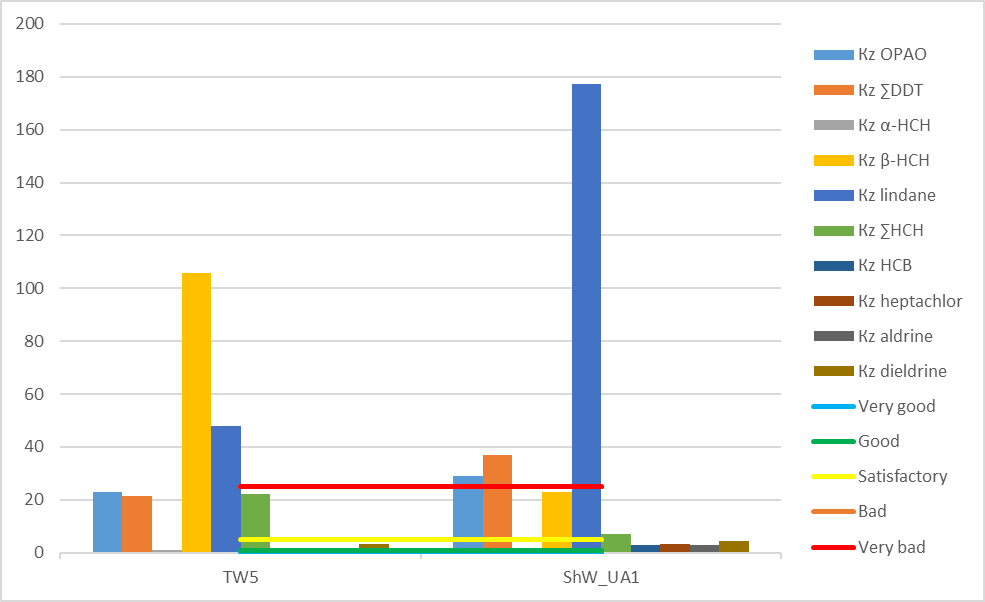 200
180
160
140
120
100
80
60
40
20
0
TW5
ShW_UA1
Kz OPAO
Kz ∑DDT
Kz α-HCH
Kz β-HCH
Kz lindane
Kz ∑HCH
Kz HCB
Kz heptachlor
Kz aldrine
Kz dieldrine
Very good
Good
Satisfactory
Bad
Very bad